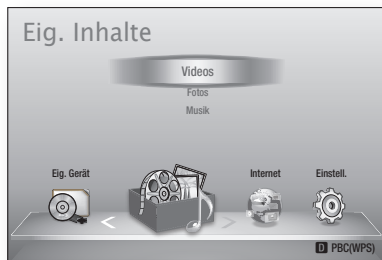 Eig. Inhalte
Videos
Fotos
Musik
Eig. Gerät
Internet
Einstell.
D PBC(WPS)